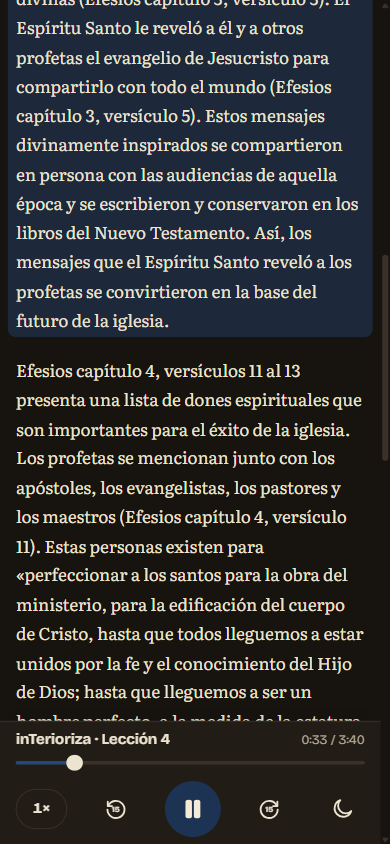 divinas (Efesios capítulo 3, versículo 3). El
Espíritu Santo le reveló a él y a otros
profetas el evangelio de Jesucristo para
compartirlo con todo el mundo (Efesios
capítulo 3, versículo 5). Estos mensajes
divinamente inspirados se compartieron
en persona con las audiencias de aquella
época y se escribieron y conservaron en los
libros del Nuevo Testamento. Así, los
mensajes que el Espíritu Santo reveló a los
profetas se convirtieron en la base del
futuro de la iglesia.
Efesios capítulo 4, versículos 11 al 13
presenta una lista de dones espirituales que
son importantes para el éxito de la iglesia.
Los profetas se mencionan junto con los
apóstoles, los evangelistas, los pastores y
los maestros (Efesios capítulo 4, versículo
11). Estas personas existen para
«perfeccionar a los santos para la obra del
ministerio, para la edificación del cuerpo
de Cristo, hasta que todos lleguemos a estar
unidos por la fe y el conocimiento del Hijo
de Dios; hasta que lleguemos a ser un
hombre perfecto, a la medida de la estatura
inTerioriza · Lección 4
0:33 / 3:40
1×
15
15